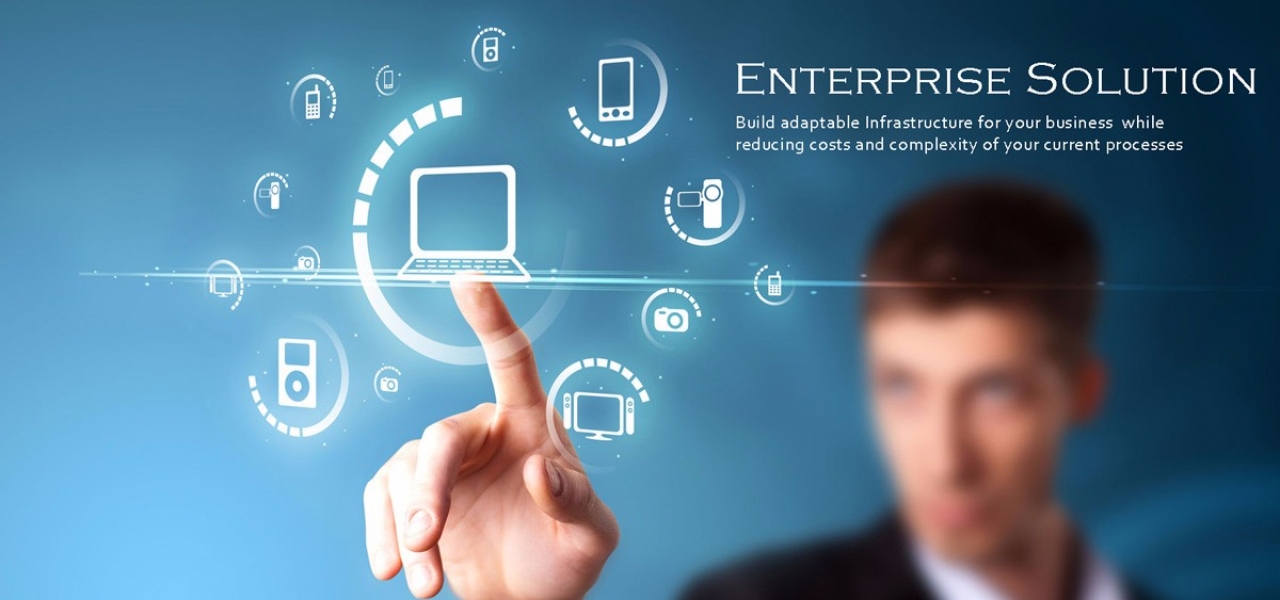 ENTERPRISE SOLUTION
Build adaptable Infrastructure for your business while
reducing costs and complexity of your current processes